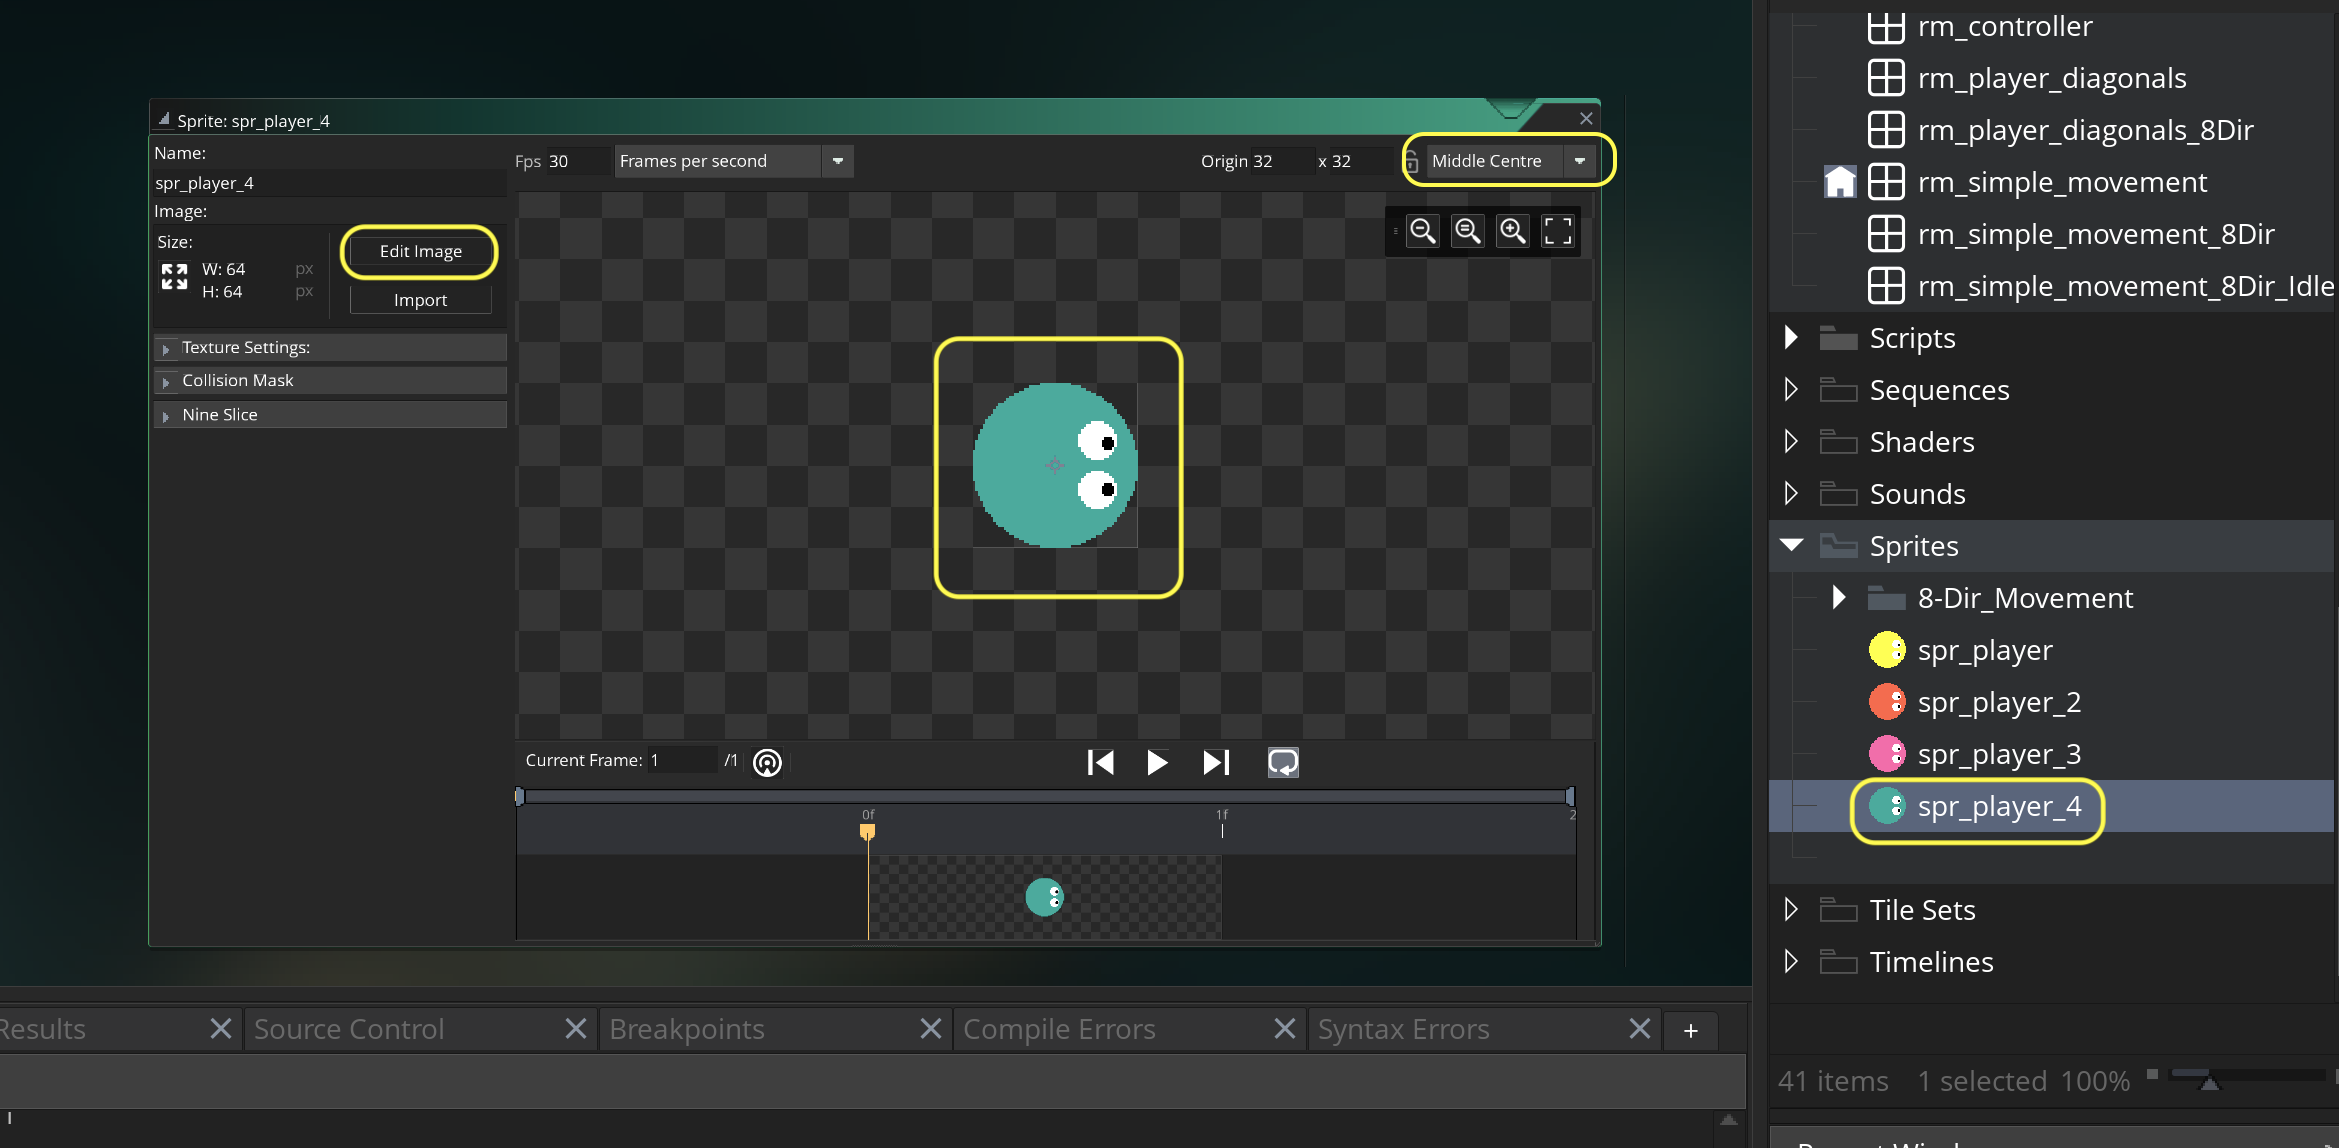 Sprite: spr_player_4
Name:
spr_player_4
Image:
Size:
W: 64 px
H: 64 px
Edit Image
Import
Texture Settings:
Collision Mask
Nine Slice
Fps 30 Frames per second
Origin 32 x 32 Middle Centre
Current Frame: 1 /1
0f 1f 2
Results
Source Control
Breakpoints
Compile Errors
Syntax Errors
+
rm_controller
rm_player_diagonals
rm_player_diagonals_8Dir
rm_simple_movement
rm_simple_movement_8Dir
rm_simple_movement_8Dir_Idle
Scripts
Sequences
Shaders
Sounds
Sprites
8-Dir_Movement
spr_player
spr_player_2
spr_player_3
spr_player_4
Tile Sets
Timelines
41 items 1 selected 100%